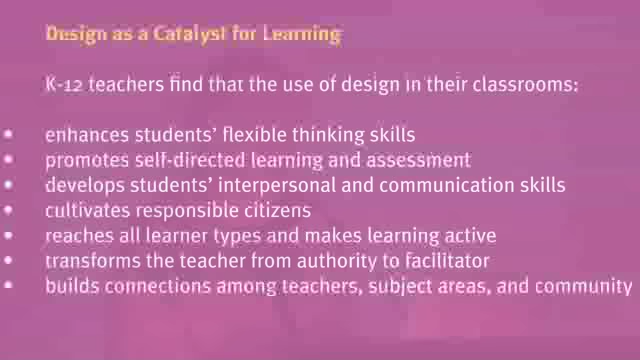 Design as a Catalyst for Learning
K-12 teachers find that the use of design in their classrooms:
• enhances students' flexible thinking skills
• promotes self-directed learning and assessment
• develops students' interpersonal and communication skills
• cultivates responsible citizens
• reaches all learner types and makes learning active
• transforms the teacher from authority to facilitator
• builds connections among teachers, subject areas, and community